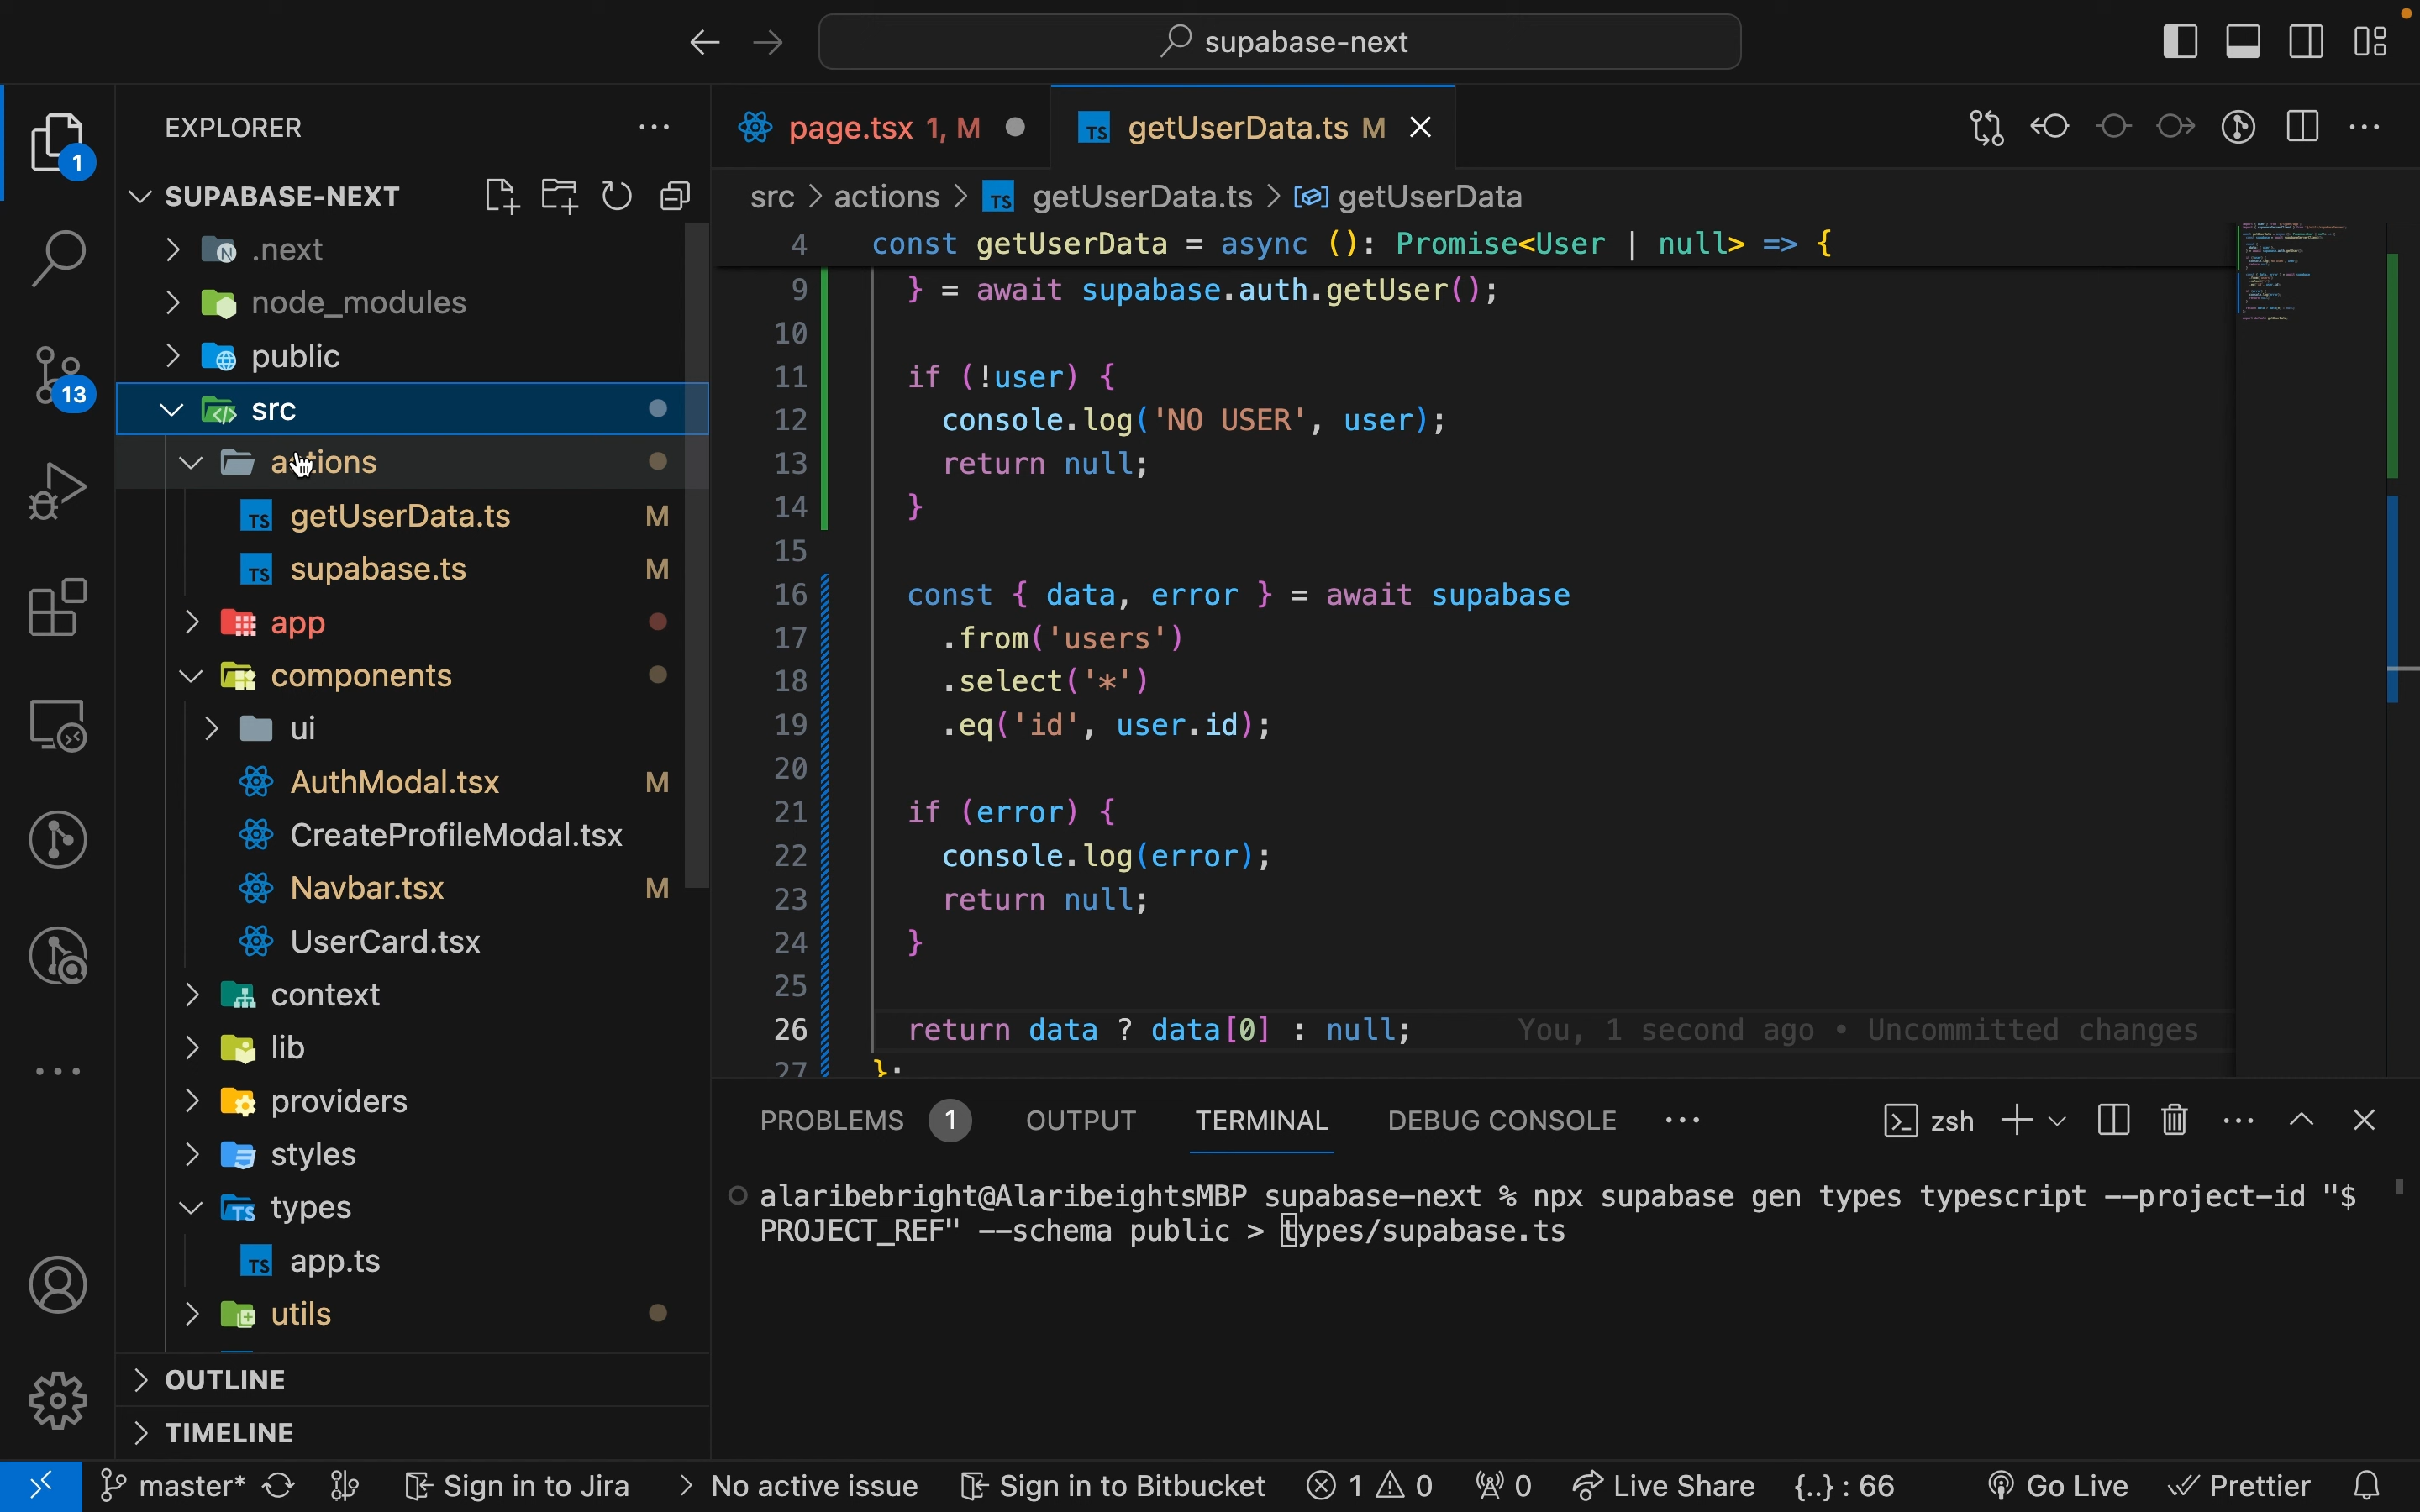 supabase-next
EXPLORER
SUPABASE-NEXT
.next
node_modules
public
src
actions
getUserData.ts M
supabase.ts M
app
components
ui
AuthModal.tsx M
CreateProfileModal.tsx
Navbar.tsx M
UserCard.tsx
context
lib
providers
styles
types
app.ts
utils
OUTLINE
TIMELINE
1
13
page.tsx 1, M
getUserData.ts M
src > actions > getUserData.ts > getUserData
4 const getUserData = async (): Promise<User | null> => {
9 } = await supabase.auth.getUser();
10
11 if (!user) {
12 console.log('NO USER', user);
13 return null;
14 }
15
16 const { data, error } = await supabase
17 .from('users')
18 .select('*')
19 .eq('id', user.id);
20
21 if (error) {
22 console.log(error);
23 return null;
24 }
25
26 return data ? data[0] : null; You, 1 second ago • Uncommitted changes
27 };
PROBLEMS 1 OUTPUT TERMINAL DEBUG CONSOLE zsh
alaribebright@AlaribeightsMBP supabase-next % npx supabase gen types typescript --project-id "$
PROJECT_REF" --schema public > types/supabase.ts
master* Sign in to Jira No active issue Sign in to Bitbucket 1 0 0 Live Share {..} : 66 Go Live Prettier